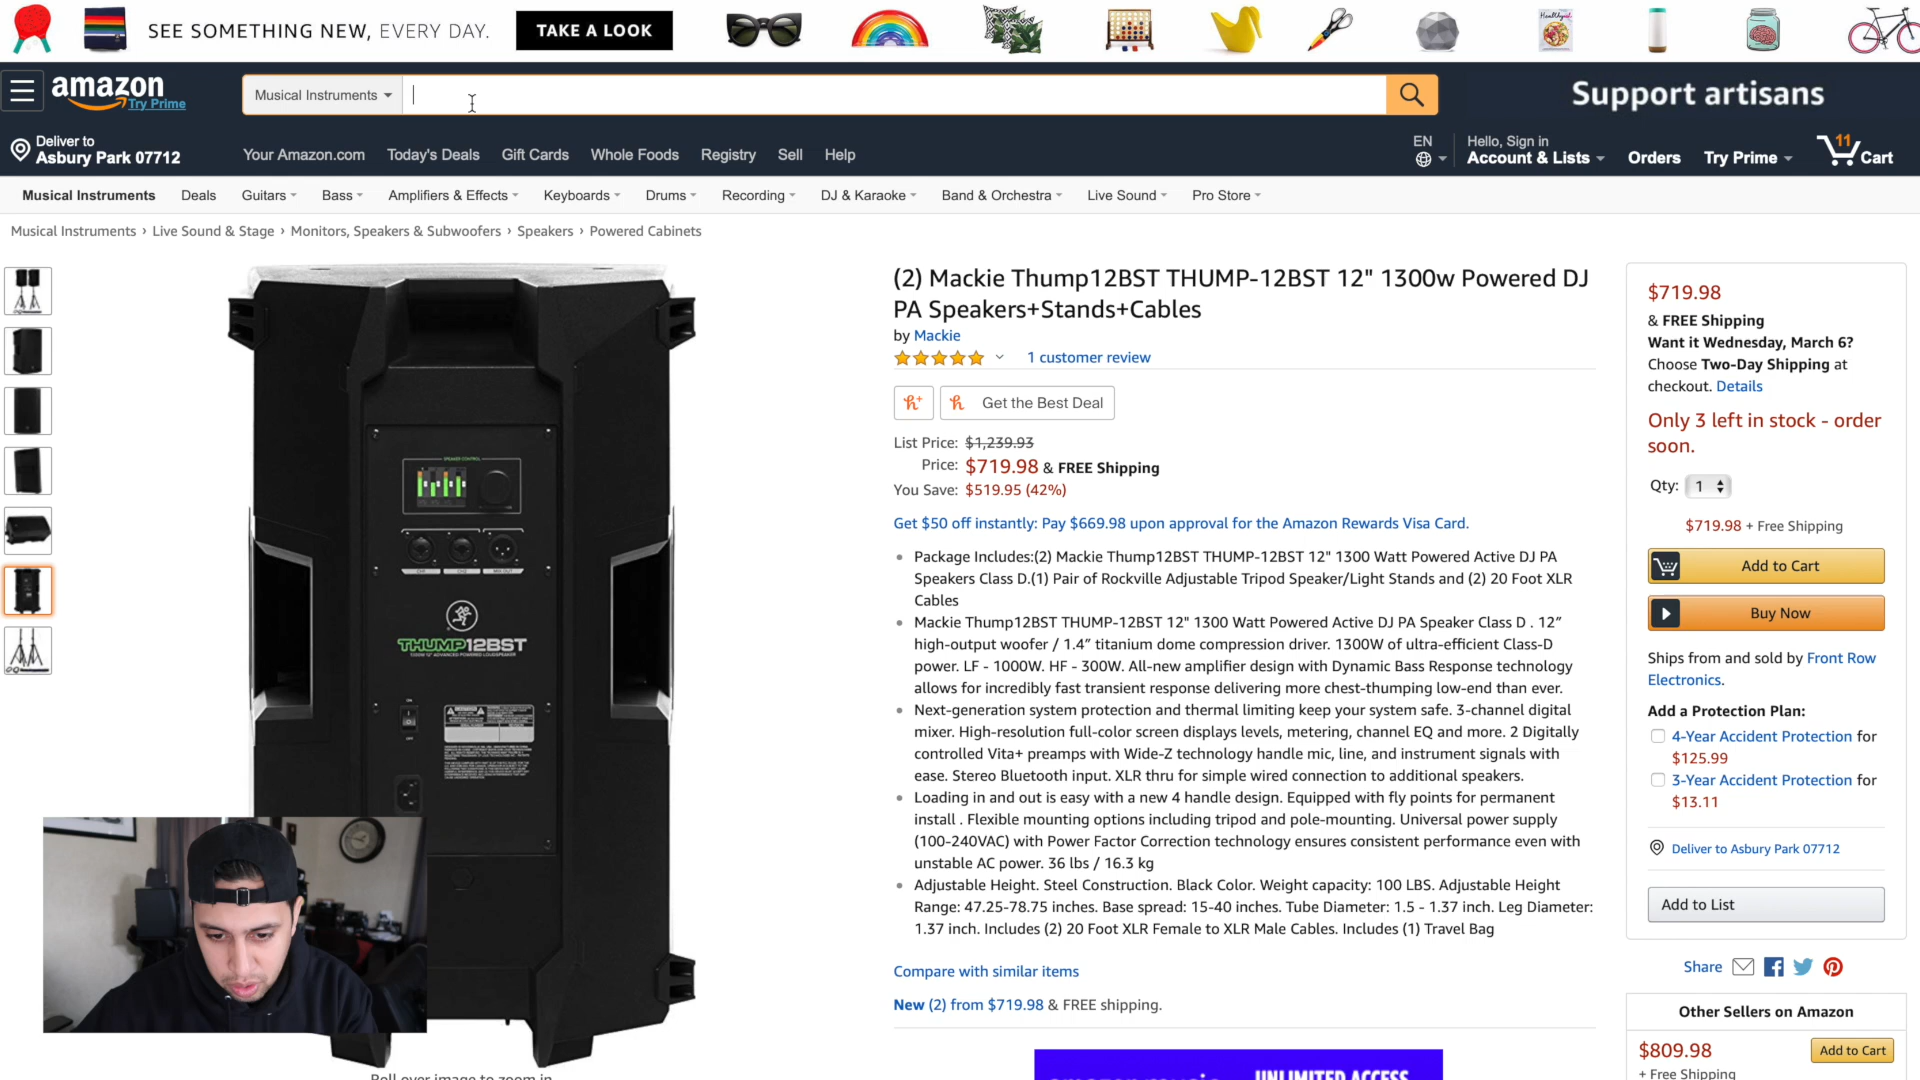 SEE SOMETHING NEW, EVERY DAY.
TAKE A LOOK
amazon
Try Prime
Musical Instruments
Support artisans
Deliver to
Asbury Park 07712
Your Amazon.com
Today's Deals
Gift Cards
Whole Foods
Registry
Sell
Help
EN
Hello, Sign in
Account & Lists
Orders
Try Prime
11
Cart
Musical Instruments
Deals
Guitars
Bass
Amplifiers & Effects
Keyboards
Drums
Recording
DJ & Karaoke
Band & Orchestra
Live Sound
Pro Store
Musical Instruments › Live Sound & Stage › Monitors, Speakers & Subwoofers › Speakers › Powered Cabinets
THUMP12BST
(2) Mackie Thump12BST THUMP-12BST 12" 1300w Powered DJ
PA Speakers+Stands+Cables
by Mackie
1 customer review
Get the Best Deal
List Price: $1,239.93
Price: $719.98 & FREE Shipping
You Save: $519.95 (42%)
Get $50 off instantly: Pay $669.98 upon approval for the Amazon Rewards Visa Card.
Package Includes:(2) Mackie Thump12BST THUMP-12BST 12" 1300 Watt Powered Active DJ PA
Speakers Class D.(1) Pair of Rockville Adjustable Tripod Speaker/Light Stands and (2) 20 Foot XLR
Cables
Mackie Thump12BST THUMP-12BST 12" 1300 Watt Powered Active DJ PA Speaker Class D . 12”
high-output woofer / 1.4” titanium dome compression driver. 1300W of ultra-efficient Class-D
power. LF - 1000W. HF - 300W. All-new amplifier design with Dynamic Bass Response technology
allows for incredibly fast transient response delivering more chest-thumping low-end than ever.
Next-generation system protection and thermal limiting keep your system safe. 3-channel digital
mixer. High-resolution full-color screen displays levels, metering, channel EQ and more. 2 Digitally
controlled Vita+ preamps with Wide-Z technology handle mic, line, and instrument signals with
ease. Stereo Bluetooth input. XLR thru for simple wired connection to additional speakers.
Loading in and out is easy with a new 4 handle design. Equipped with fly points for permanent
install . Flexible mounting options including tripod and pole-mounting. Universal power supply
(100-240VAC) with Power Factor Correction technology ensures consistent performance even with
unstable AC power. 36 lbs / 16.3 kg
Adjustable Height. Steel Construction. Black Color. Weight capacity: 100 LBS. Adjustable Height
Range: 47.25-78.75 inches. Base spread: 15-40 inches. Tube Diameter: 1.5 - 1.37 inch. Leg Diameter:
1.37 inch. Includes (2) 20 Foot XLR Female to XLR Male Cables. Includes (1) Travel Bag
Compare with similar items
New (2) from $719.98 & FREE shipping.
UNLIMITED ACCESS
Roll over image to zoom in
$719.98
& FREE Shipping
Want it Wednesday, March 6?
Choose Two-Day Shipping at
checkout. Details
Only 3 left in stock - order
soon.
Qty: 1
$719.98 + Free Shipping
Add to Cart
Buy Now
Ships from and sold by Front Row
Electronics.
Add a Protection Plan:
4-Year Accident Protection for
$125.99
3-Year Accident Protection for
$13.11
Deliver to Asbury Park 07712
Add to List
Share
Other Sellers on Amazon
$809.98
Add to Cart
+ Free Shipping